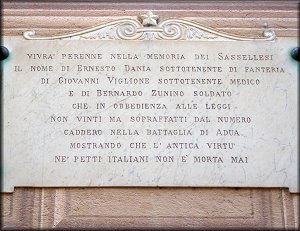 VIVRA' PERENNE NELLA MEMORIA DEI SASSELLESI
IL NOME DI ERNESTO DANIA SOTTOTENENTE DI FANTERIA
DI GIOVANNI VIGLIONE SOTTOTENENTE MEDICO
E DI BERNARDO ZUNINO SOLDATO
CHE IN OBBEDIENZA ALLE LEGGI
NON VINTI MA SOPRAFFATTI DAL NUMERO
CADDERO NELLA BATTAGLIA DI ADUA
MOSTRANDO CHE L'ANTICA VIRTU'
NE' PETTI ITALIANI NON E' MORTA MAI